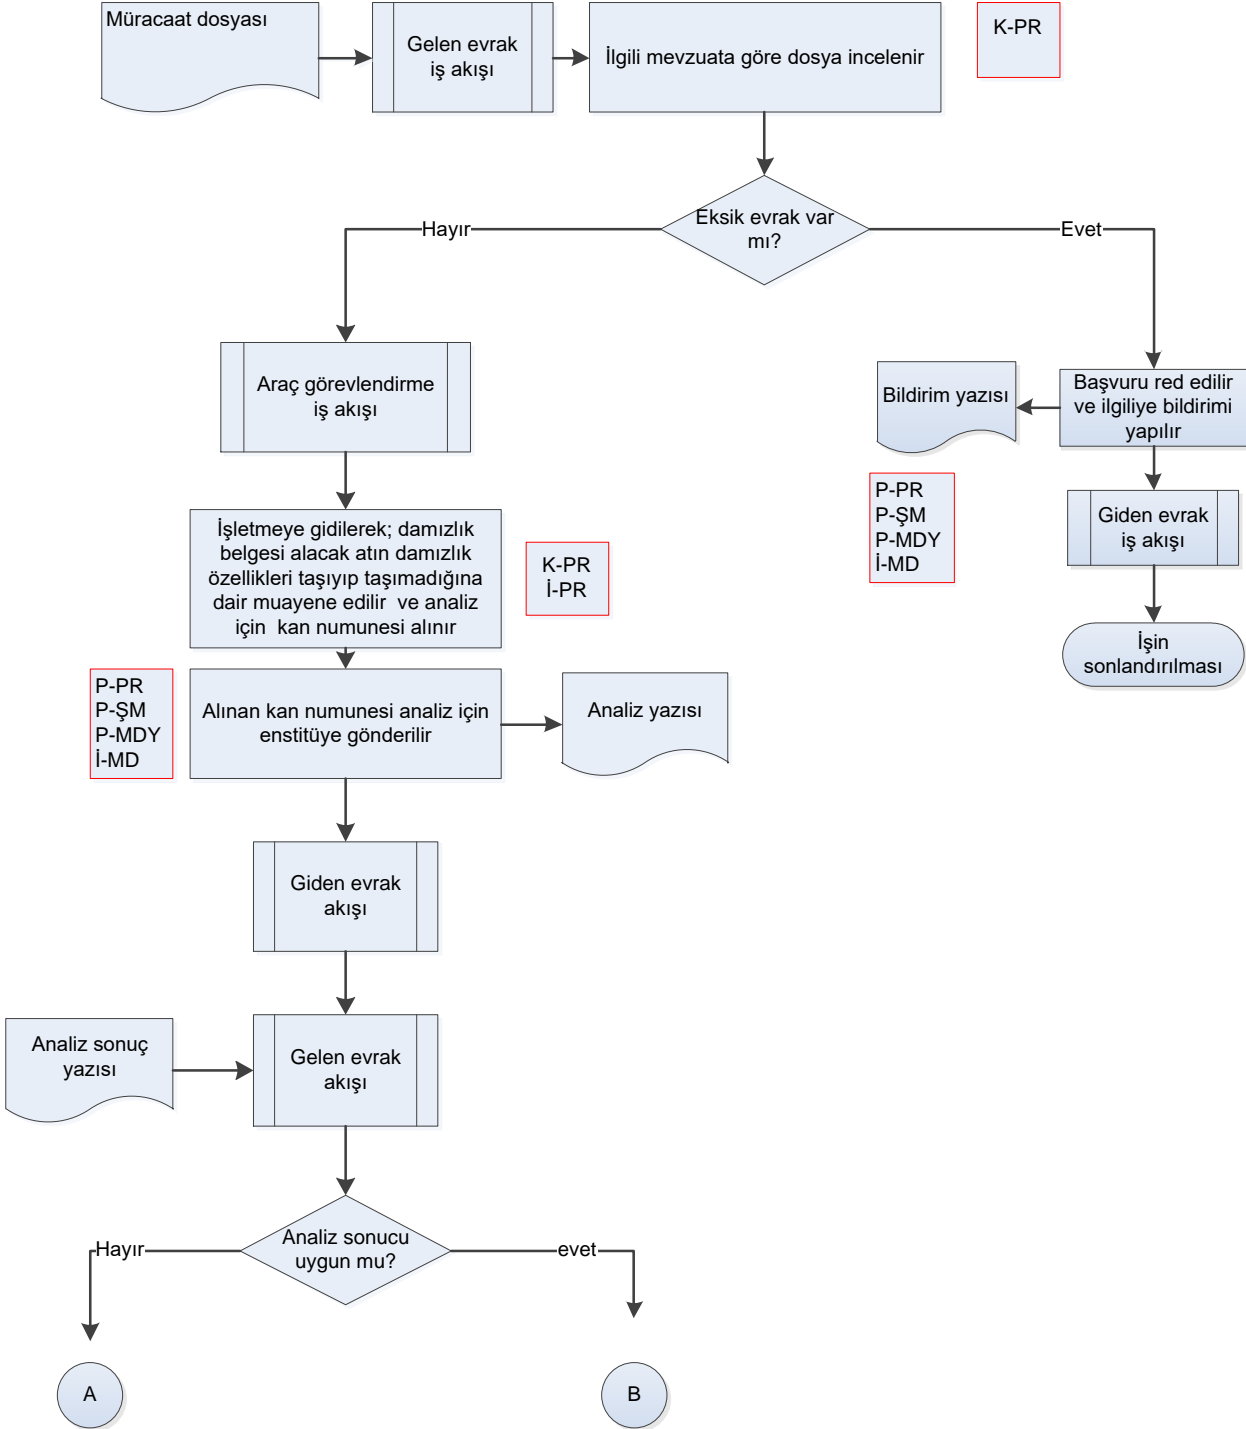 Müracaat dosyası
Gelen evrak
iş akışı
İlgili mevzuata göre dosya incelenir
K-PR
Eksik evrak var
mı?
Hayır
Evet
Araç görevlendirme
iş akışı
Bildirim yazısı
Başvuru red edilir
ve ilgiliye bildirimi
yapılır
P-PR
P-ŞM
P-MDY
İ-MD
Giden evrak
iş akışı
İşin
sonlandırılması
İşletmeye gidilerek; damızlık
belgesi alacak atın damızlık
özellikleri taşıyıp taşımadığına
dair muayene edilir ve analiz
için kan numunesi alınır
K-PR
İ-PR
P-PR
P-ŞM
P-MDY
İ-MD
Alınan kan numunesi analiz için
enstitüye gönderilir
Analiz yazısı
Giden evrak
akışı
Analiz sonuç
yazısı
Gelen evrak
akışı
Analiz sonucu
uygun mu?
Hayır
evet
A
B